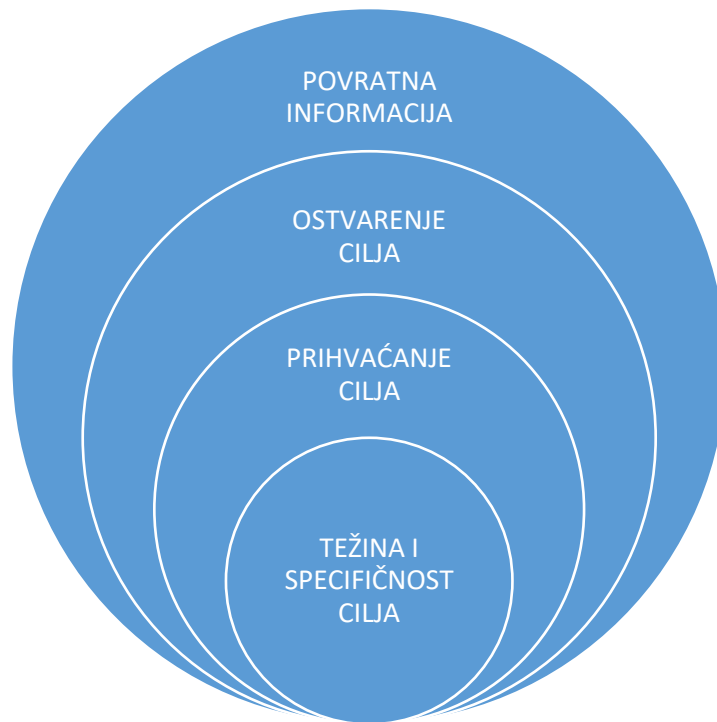 POVRATNA
INFORMACIJA
OSTVARENJE
CILJA
PRIHVAĆANJE
CILJA
TEŽINA I
SPECIFIČNOST
CILJA